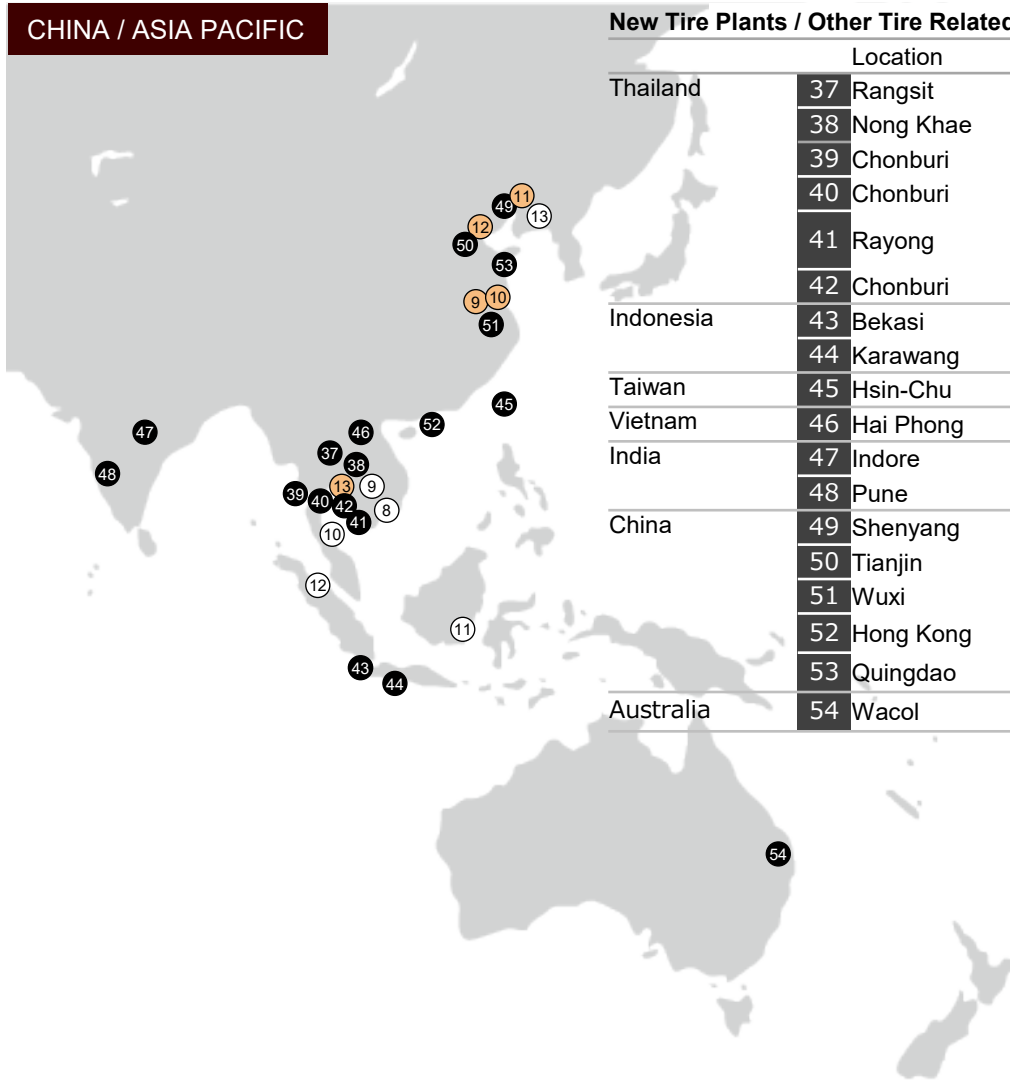 CHINA / ASIA PACIFIC
New Tire Plants / Other Tire Related
Location
Thailand 37 Rangsit
38 Nong Khae
39 Chonburi
40 Chonburi
41 Rayong
42 Chonburi
Indonesia 43 Bekasi
44 Karawang
Taiwan 45 Hsin-Chu
Vietnam 46 Hai Phong
India 47 Indore
48 Pune
China 49 Shenyang
50 Tianjin
51 Wuxi
52 Hong Kong
53 Quingdao
Australia 54 Wacol
11
49
13
12
50
53
9
10
51
45
52
47
46
37
38
48
13
9
39
40
42
8
41
10
12
11
43
44
54